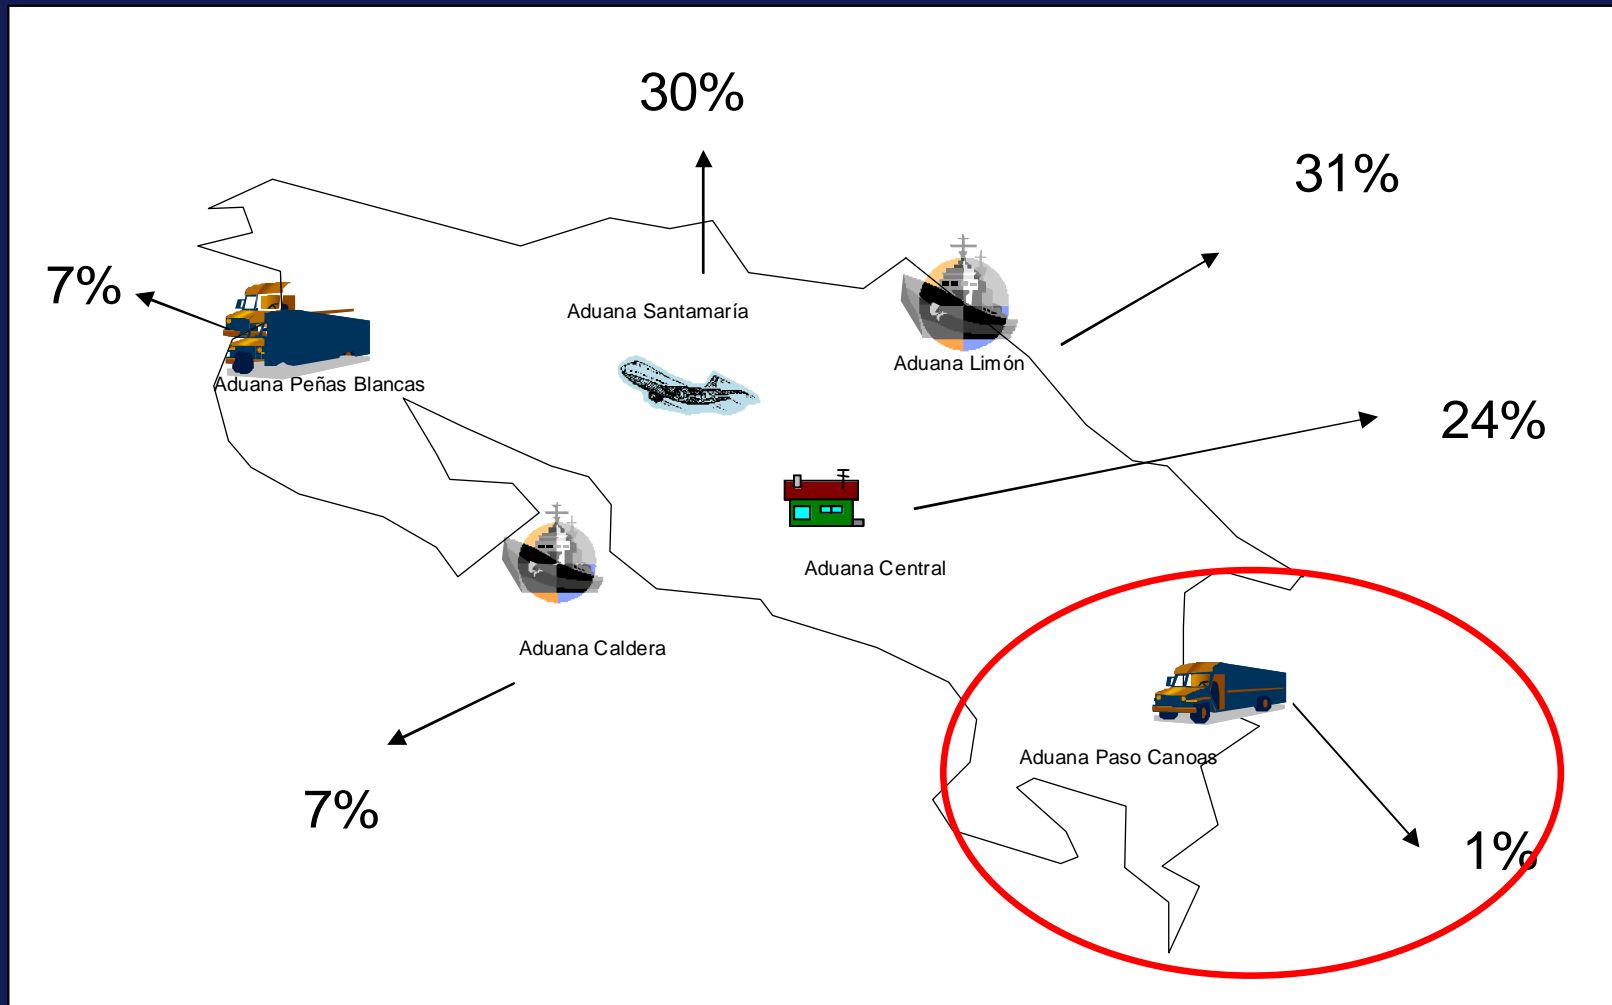 30%
31%
7%
Aduana Santamaría
Aduana Limón
Aduana Peñas Blancas
24%
Aduana Central
Aduana Caldera
Aduana Paso Canoas
7%
1%